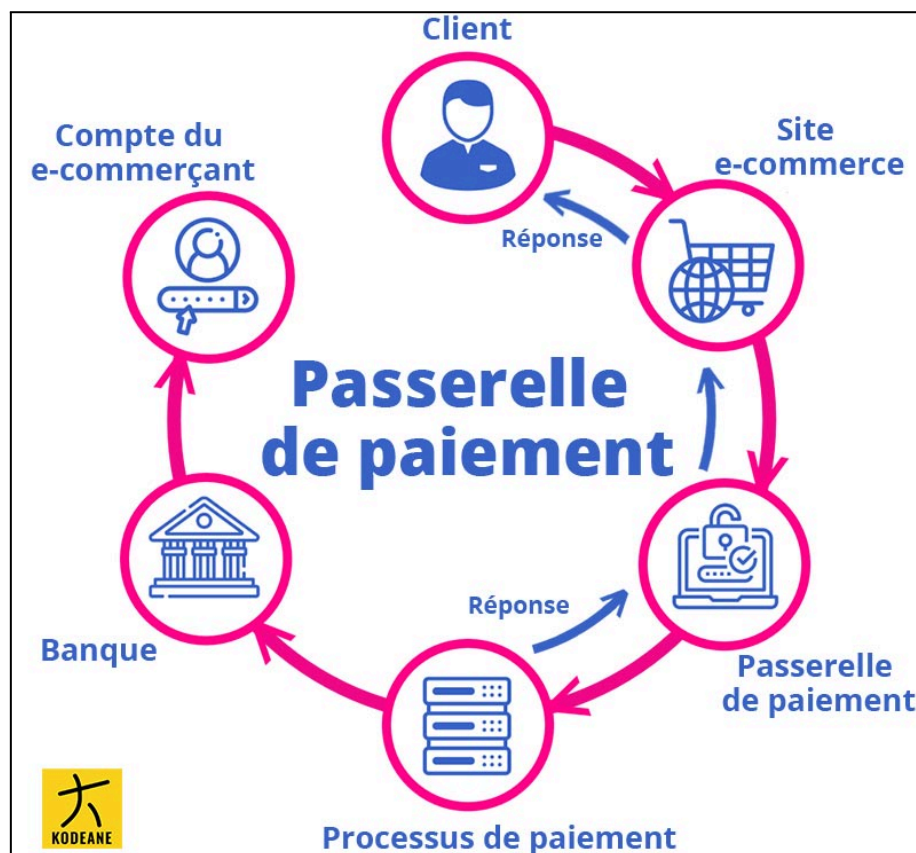 Client
Site
e-commerce
Compte du
e-commerçant
Réponse
Passerelle
de paiement
Réponse
Banque
Passerelle
de paiement
Processus de paiement
KODEANE